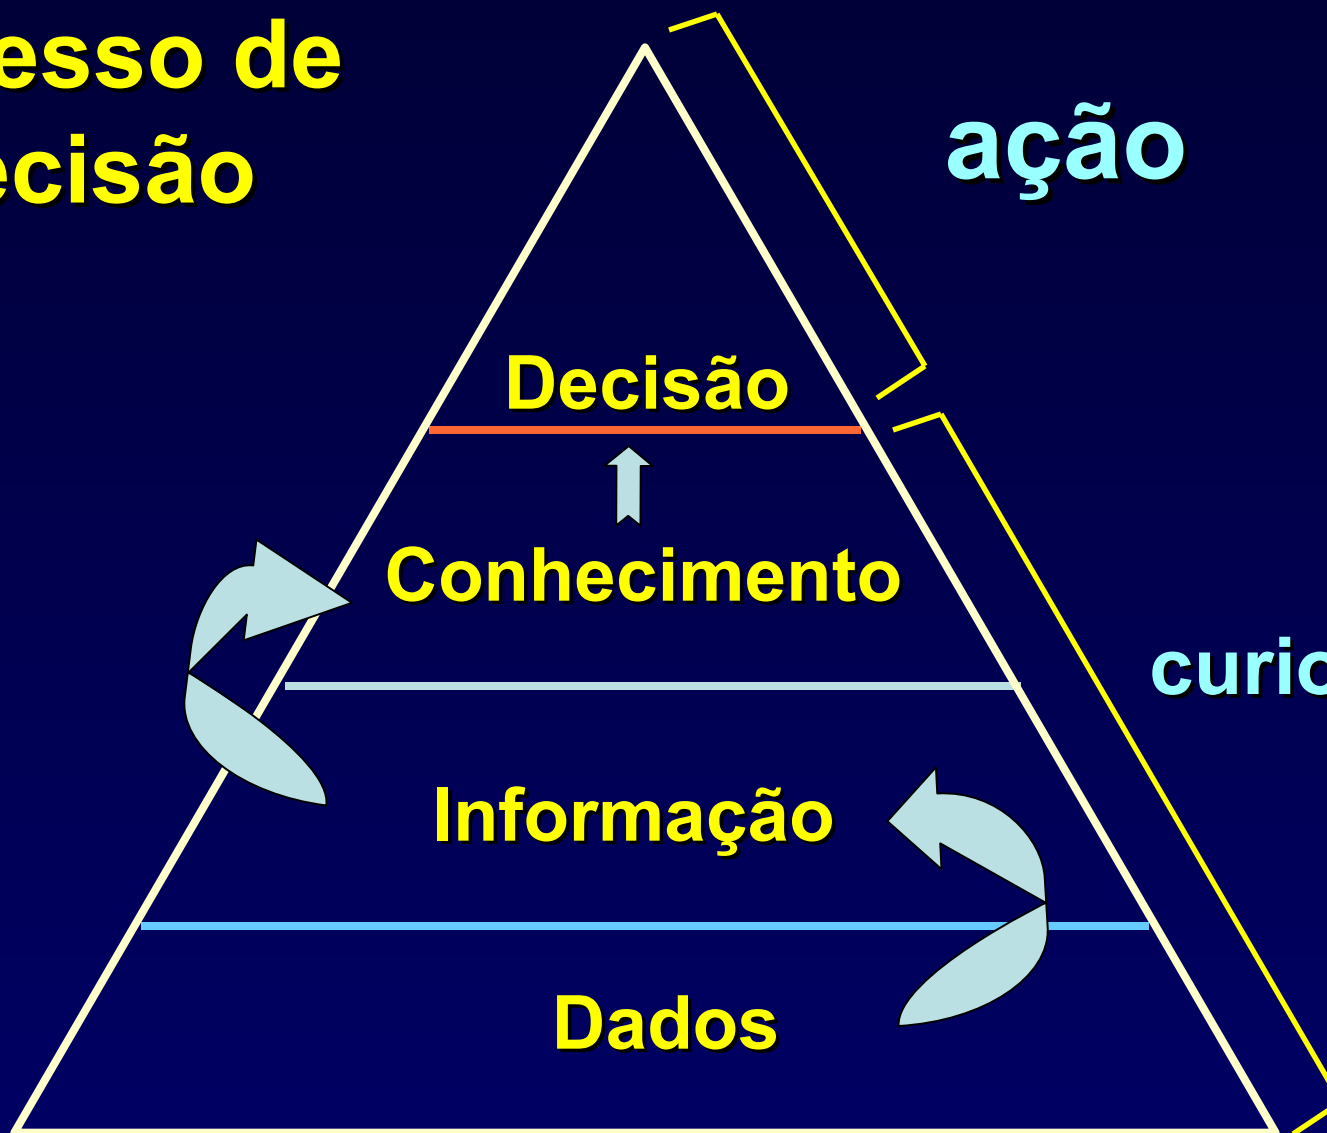 esso de
ecisão
ação
Decisão
Conhecimento
curio
Informação
Dados